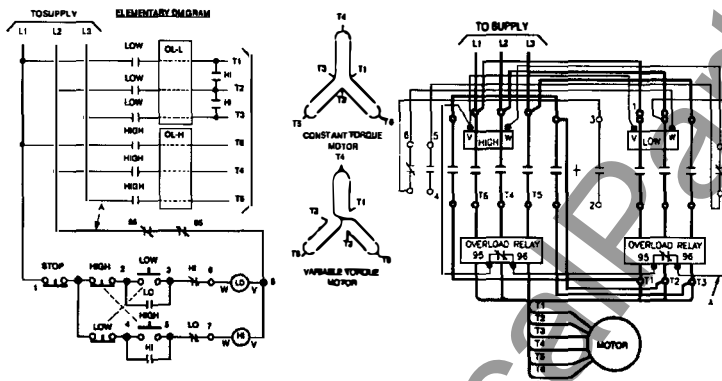 TO SUPPLY
ELEMENTARY DIAGRAM
L1 L2 L3
LOW
OL-L
T1
HI
LOW
T2
HI
LOW
T3
HIGH
OL-H
T6
HIGH
T4
HIGH
T5
A
95
STOP
HIGH
LOW
1
2
3
HI
6
W
LO
V
LO
HIGH
LOW
4
5
LO
7
W
HI
V
HI
T4
T3
T1
T2
T5
T6
CONSTANT TORQUE
MOTOR
T4
T3
T1
T2
T5
T6
VARIABLE TORQUE
MOTOR
TO SUPPLY
L1 L2 L3
6
5
V
W
HIGH
3
1
V
W
LOW
4
T6
T4
T5
2
OVERLOAD RELAY
95
96
OVERLOAD RELAY
95
96
T1
T2
T3
A
T1
T2
T3
T4
T5
T6
MOTOR